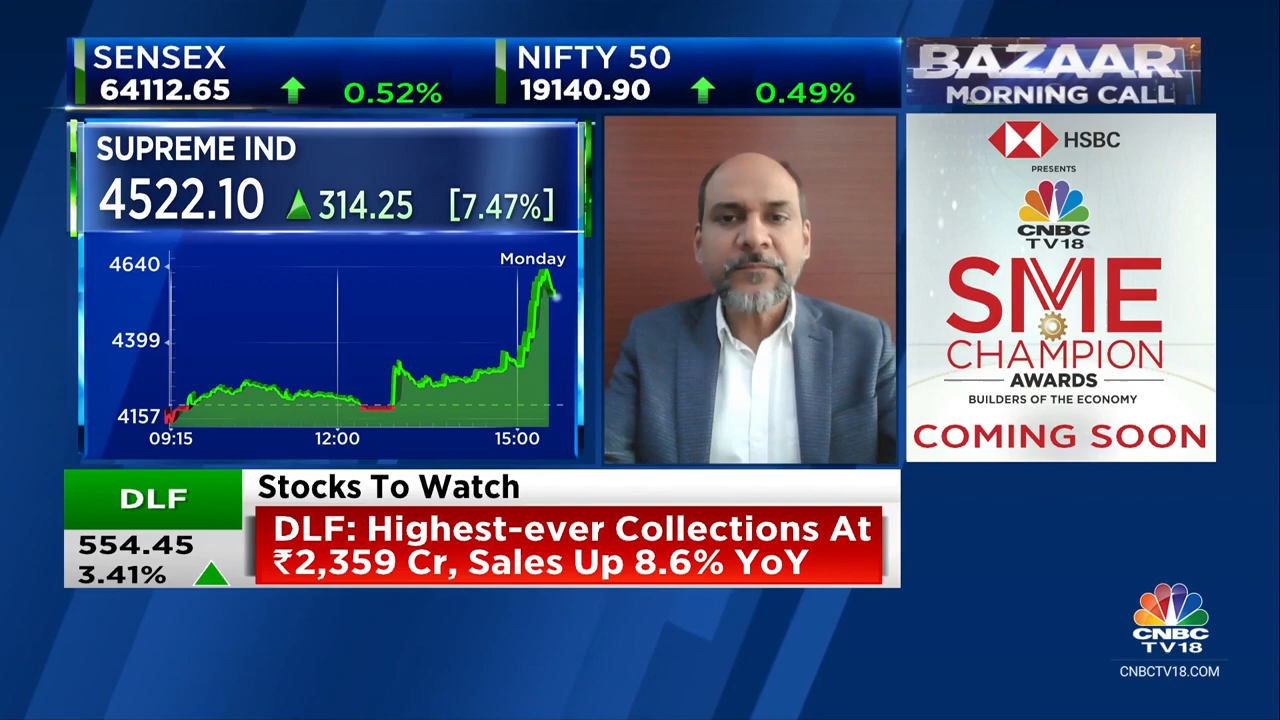 SENSEX
64112.65 0.52%
NIFTY 50
19140.90 0.49%
BAZAAR
MORNING CALL
SUPREME IND
4522.10 314.25 [7.47%]
Monday
4640
4399
4157
09:15 12:00 15:00
HSBC
PRESENTS
CNBC
TV18
SME
CHAMPION
AWARDS
BUILDERS OF THE ECONOMY
COMING SOON
DLF
554.45
3.41%
Stocks To Watch
DLF: Highest-ever Collections At
₹2,359 Cr, Sales Up 8.6% YoY
CNBC
TV18
CNBCTV18.COM